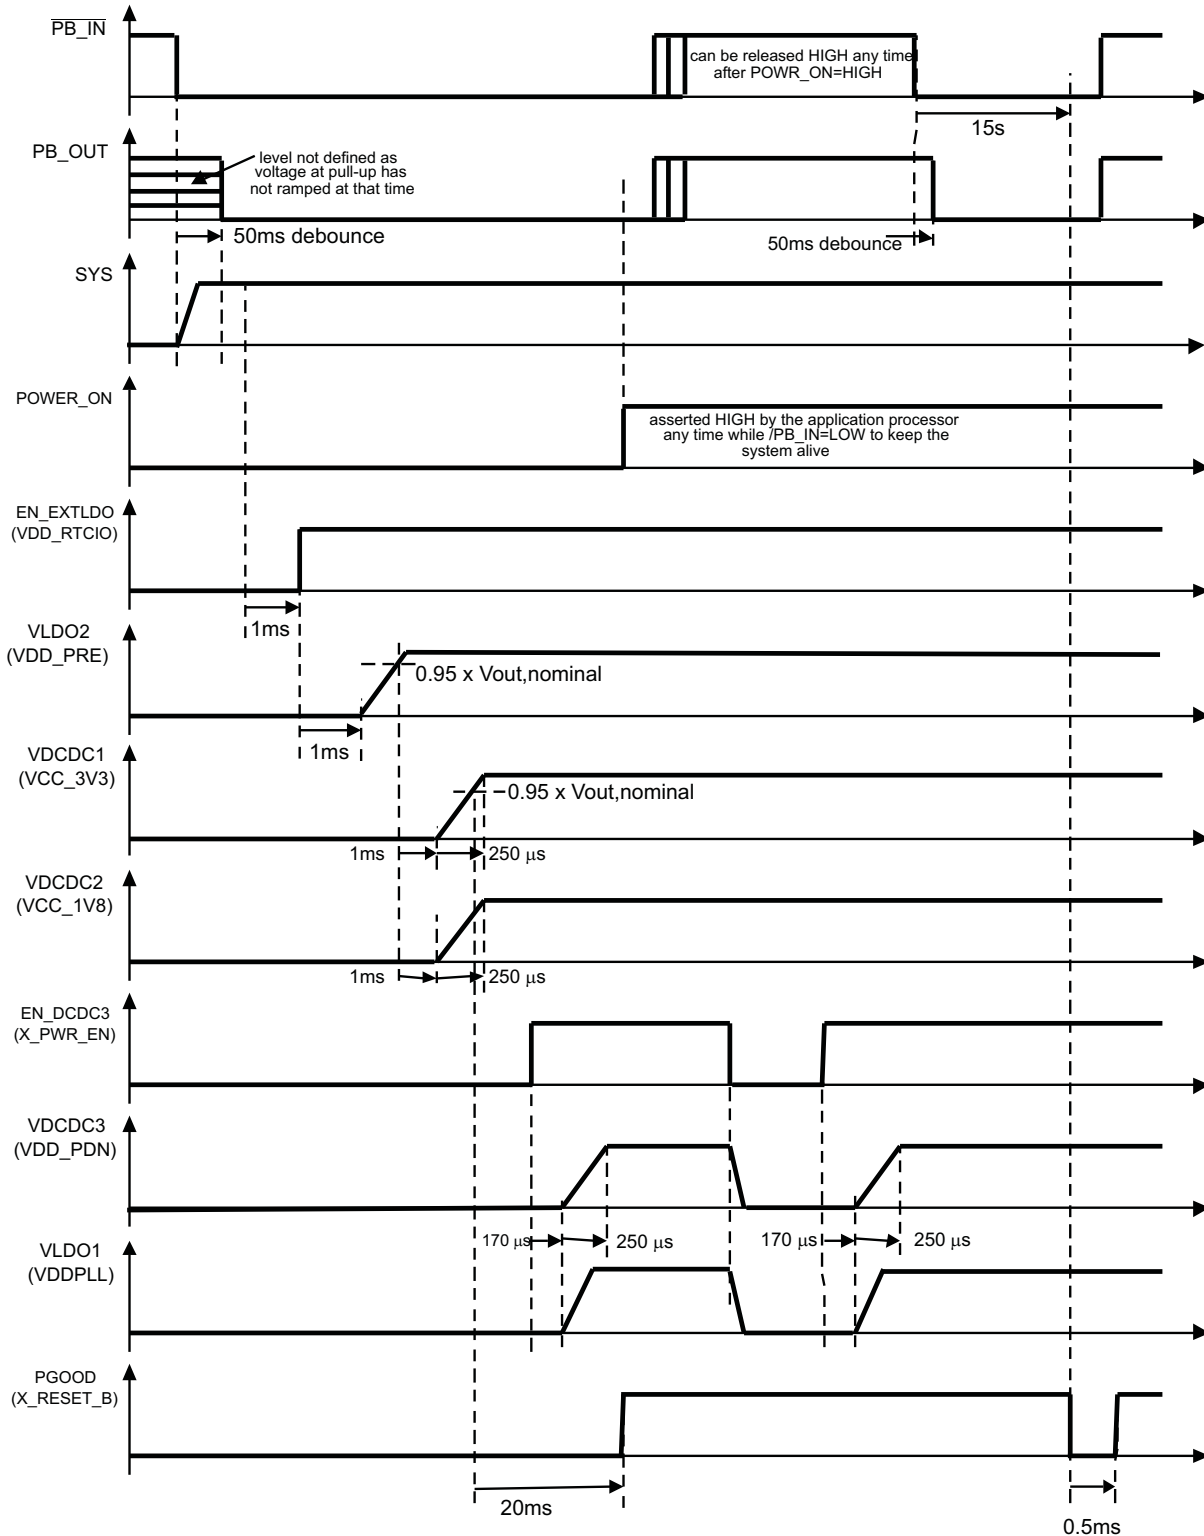 PB_IN
can be released HIGH any time
after POWR_ON=HIGH
15s
PB_OUT
level not defined as
voltage at pull-up has
not ramped at that time
50ms debounce
50ms debounce
SYS
POWER_ON
asserted HIGH by the application processor
any time while /PB_IN=LOW to keep the
system alive
EN_EXTLDO
(VDD_RTCIO)
1ms
VLDO2
(VDD_PRE)
0.95 x Vout,nominal
1ms
VDCDC1
(VCC_3V3)
0.95 x Vout,nominal
1ms
250 μs
VDCDC2
(VCC_1V8)
1ms
250 μs
EN_DCDC3
(X_PWR_EN)
VDCDC3
(VDD_PDN)
170 μs
250 μs
170 μs
250 μs
VLDO1
(VDDPLL)
PGOOD
(X_RESET_B)
20ms
0.5ms